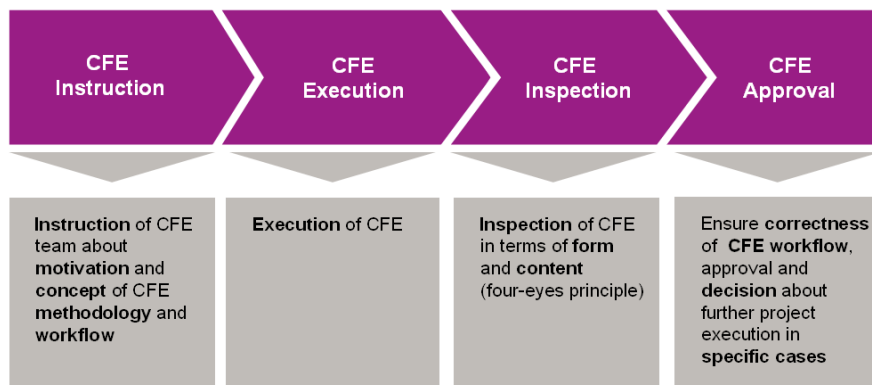 CFE
Instruction
CFE
Execution
CFE
Inspection
CFE
Approval
Instruction of CFE
team about
motivation and
concept of CFE
methodology and
workflow
Execution of CFE
Inspection of CFE
in terms of form
and content
(four-eyes principle)
Ensure correctness
of CFE workflow,
approval and
decision about
further project
execution in
specific cases